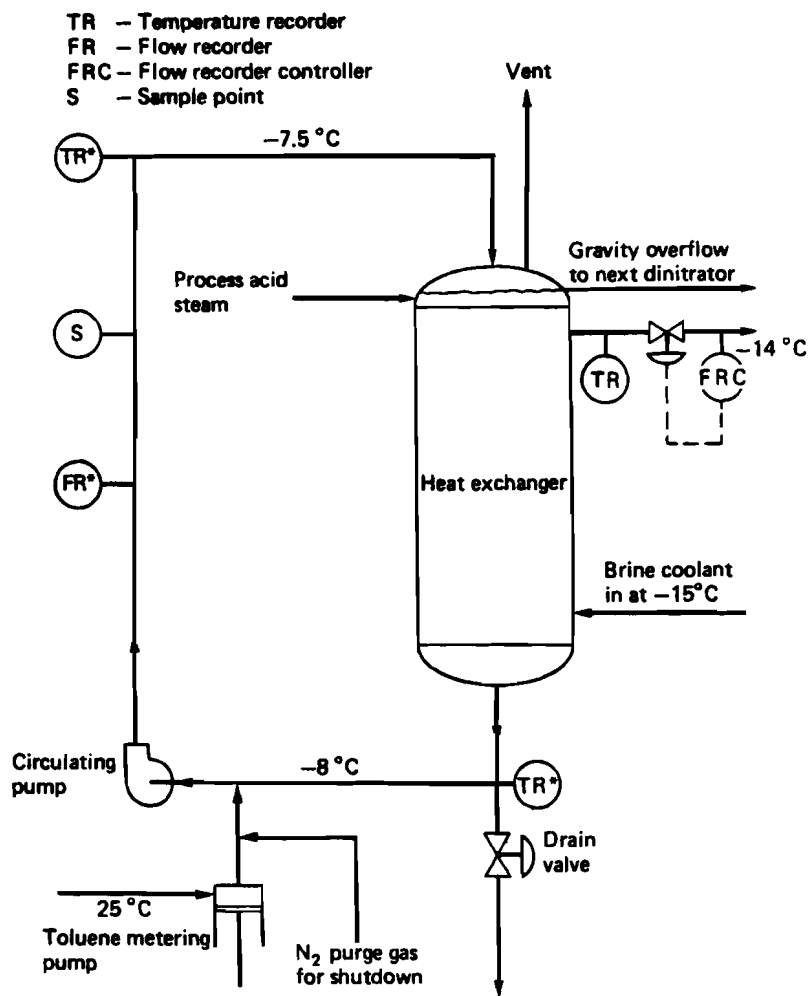 TR – Temperature recorder
FR – Flow recorder
FRC – Flow recorder controller
S – Sample point
Vent
–7.5 °C
TR*
Gravity overflow
to next dinitrator
Process acid
steam
S
TR
FRC
–14 °C
FR*
Heat exchanger
Brine coolant
in at –15°C
Circulating
pump
–8 °C
TR*
Drain
valve
25 °C
Toluene metering
pump
N₂ purge gas
for shutdown